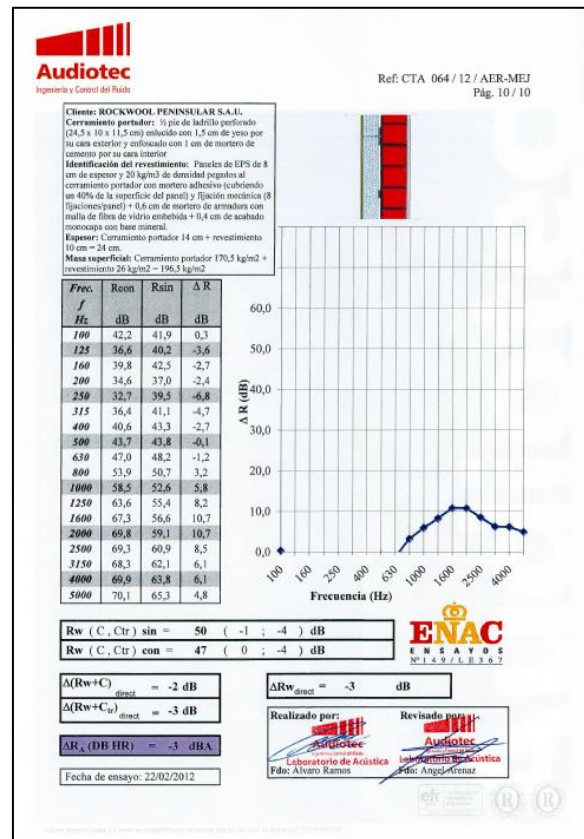 Audiotec
Ingeniería y Control del Ruido
Ref: CTA 064 / 12 / AER-MEJ
Pág. 10 / 10
Cliente: ROCKWOOL PENINSULAR S.A.U.
Cerramiento portador: ½ pie de ladrillo perforado
(24,5 x 10 x 11,5 cm) enlucido con 1,5 cm de yeso por
su cara exterior y enfoscado con 1 cm de mortero de
cemento por su cara interior
Identificación del revestimiento: Paneles de EPS de 8
cm de espesor y 20 kg/m3 de densidad pegados al
cerramiento portador con mortero adhesivo (cubriendo
un 40% de la superficie del panel) y fijación mecánica (8
fijaciones/panel) + 0,6 cm de mortero de armadura con
malla de fibra de vidrio embebida + 0,4 cm de acabado
monocapa con base mineral.
Espesor: Cerramiento portador 14 cm + revestimiento
10 cm = 24 cm.
Masa superficial: Cerramiento portador 170,5 kg/m2 +
revestimiento 26 kg/m2 = 196,5 kg/m2
Frec. Rcon Rsin Δ R
f
Hz dB dB dB
100 42,2 41,9 0,3
125 36,6 40,2 -3,6
160 39,8 42,5 -2,7
200 34,6 37,0 -2,4
250 32,7 39,5 -6,8
315 36,4 41,1 -4,7
400 40,6 43,3 -2,7
500 43,7 43,8 -0,1
630 47,0 48,2 -1,2
800 53,9 50,7 3,2
1000 58,5 52,6 5,8
1250 63,6 55,4 8,2
1600 67,3 56,6 10,7
2000 69,8 59,1 10,7
2500 69,3 60,9 8,5
3150 68,3 62,1 6,1
4000 69,9 63,8 6,1
5000 70,1 65,3 4,8
Δ R (dB)
60,0
50,0
40,0
30,0
20,0
10,0
0,0
100 160 250 400 630 1000 1600 2500 4000
Frecuencia (Hz)
Rw ( C , Ctr ) sin = 50 ( -1 ; -4 ) dB
Rw ( C , Ctr ) con = 47 ( 0 ; -4 ) dB
ENAC
ENSAYOS
Nº 149 / LE367
Δ(Rw+C)direct = -2 dB
Δ(Rw+Ctr)direct = -3 dB
ΔRwdirect = -3 dB
ΔRA (DB HR) = -3 dBA
Realizado por:
Revisado por:
Audiotec
Audiotec
Laboratorio de Acústica
Laboratorio de Acústica
Fdo: Alvaro Ramos
Fdo: Angel Arenaz
Fecha de ensayo: 22/02/2012